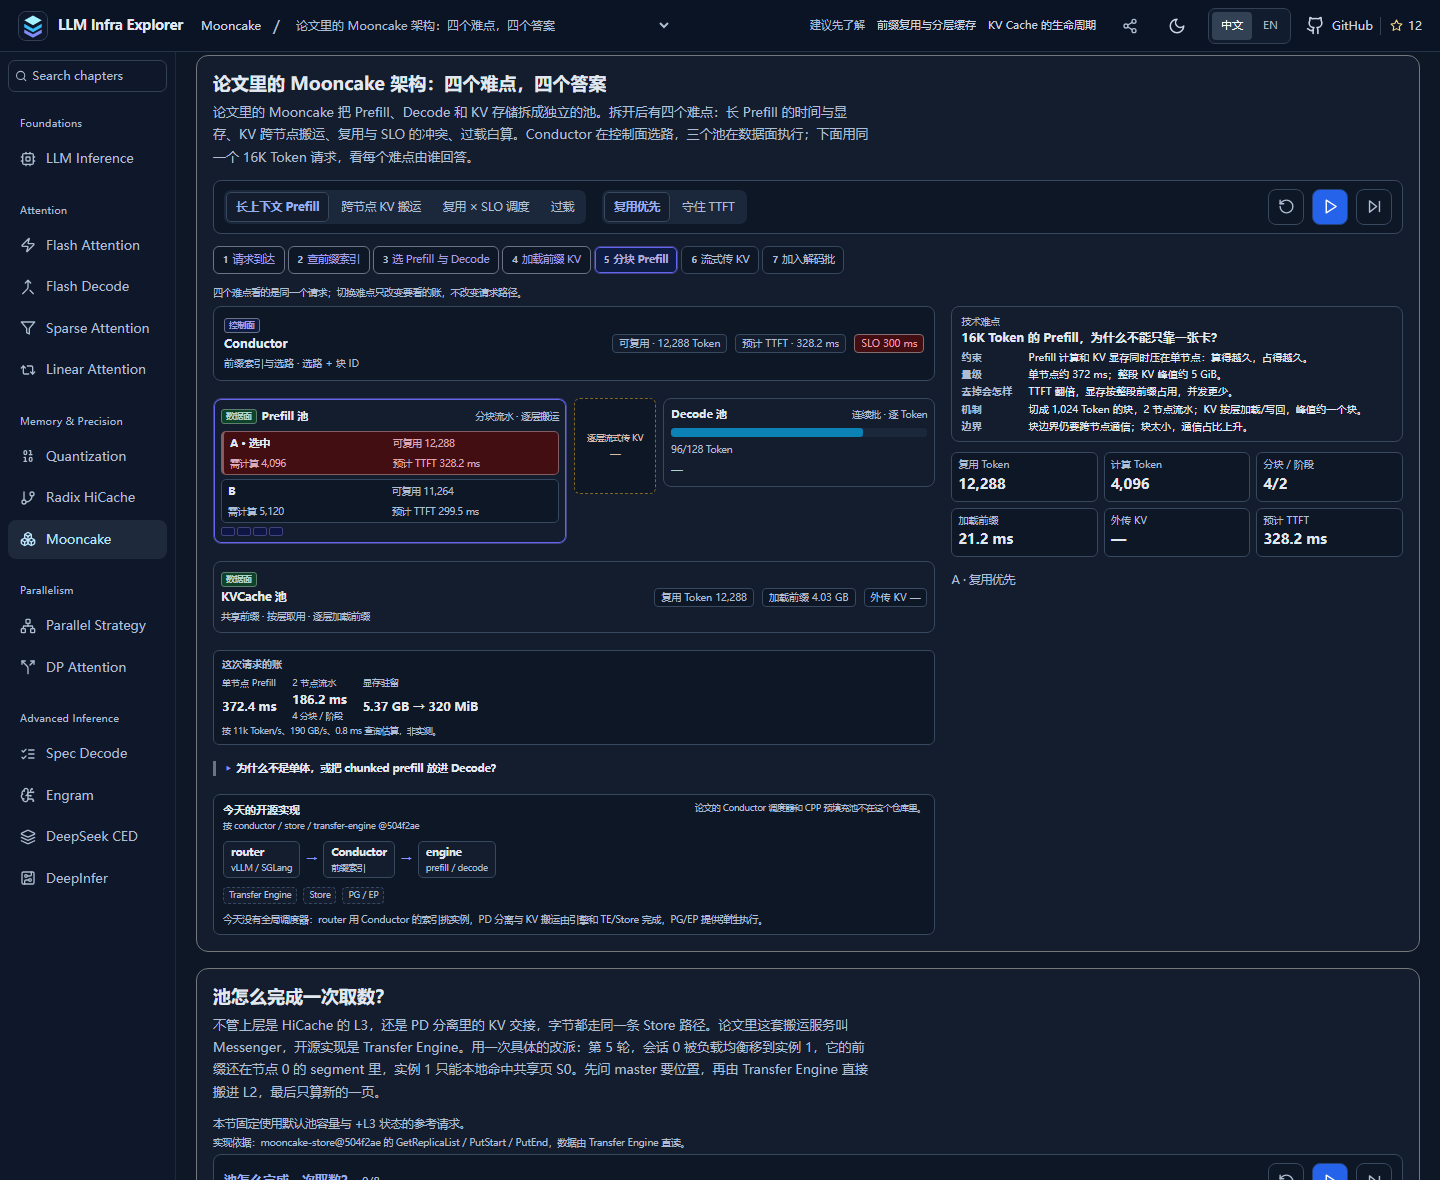 LLM Infra Explorer
Mooncake / 论文里的 Mooncake 架构：四个难点，四个答案
建议先了解 前缀复用与分层缓存 KV Cache 的生命周期
中文 EN
GitHub
12
Search chapters
Foundations
LLM Inference
Attention
Flash Attention
Flash Decode
Sparse Attention
Linear Attention
Memory & Precision
Quantization
Radix HiCache
Mooncake
Parallelism
Parallel Strategy
DP Attention
Advanced Inference
Spec Decode
Engram
DeepSeek CED
DeepInfer
论文里的 Mooncake 架构：四个难点，四个答案
论文里的 Mooncake 把 Prefill、Decode 和 KV 存储拆成独立的池。拆开后有四个难点：长 Prefill 的时间与显
存、KV 跨节点搬运、复用与 SLO 的冲突、过载白算。Conductor 在控制面选路，三个池在数据面执行；下面用同
一个 16K Token 请求，看每个难点由谁回答。
长上下文 Prefill 跨节点 KV 搬运 复用 × SLO 调度 过载
复用优先 守住 TTFT
1 请求到达
2 查前缀索引
3 选 Prefill 与 Decode
4 加载前缀 KV
5 分块 Prefill
6 流式传 KV
7 加入解码批
四个难点看的是同一个请求；切换难点只改变要看的账，不改变请求路径。
控制面
Conductor
前缀索引与选路 · 选路 + 块 ID
可复用 · 12,288 Token
预计 TTFT · 328.2 ms
SLO 300 ms
数据面 Prefill 池
分块流水 · 逐层搬运
A • 选中 可复用 12,288
需计算 4,096 预计 TTFT 328.2 ms
B 可复用 11,264
需计算 5,120 预计 TTFT 299.5 ms
逐层流式传 KV
—
Decode 池 连续批 · 逐 Token
96/128 Token
—
数据面
KVCache 池
共享前缀 · 按层取用 · 逐层加载前缀
复用 Token 12,288
加载前缀 4.03 GB
外传 KV —
这次请求的账
单节点 Prefill
372.4 ms
2 节点流水
186.2 ms
4 分块 / 阶段
显存驻留
5.37 GB → 320 MiB
按 11k Token/s、190 GB/s、0.8 ms 查询估算，非实测。
为什么不是单体，或把 chunked prefill 放进 Decode?
今天的开源实现
按 conductor / store / transfer-engine @504f2ae
论文的 Conductor 调度器和 CPP 预填充池不在这个仓库里。
router
vLLM / SGLang
→
Conductor
前缀索引
→
engine
prefill / decode
Transfer Engine
Store
PG / EP
今天没有全局调度器：router 用 Conductor 的索引挑实例，PD 分离与 KV 搬运由引擎和 TE/Store 完成，PG/EP 提供弹性执行。
技术难点
16K Token 的 Prefill，为什么不能只靠一张卡?
约束 Prefill 计算和 KV 显存同时压在单节点：算得越久，占得越久。
量级 单节点约 372 ms；整段 KV 峰值约 5 GiB。
去掉会怎样 TTFT 翻倍，显存按整段前缀占用，并发更少。
机制 切成 1,024 Token 的块，2 节点流水；KV 按层加载/写回，峰值约一个块。
边界 块边界仍要跨节点通信；块太小，通信占比上升。
复用 Token
12,288
计算 Token
4,096
分块 / 阶段
4/2
加载前缀
21.2 ms
外传 KV
—
预计 TTFT
328.2 ms
A · 复用优先
池怎么完成一次取数?
不管上层是 HiCache 的 L3，还是 PD 分离里的 KV 交接，字节都走同一条 Store 路径。论文里这套搬运服务叫
Messenger，开源实现是 Transfer Engine。用一次具体的改派：第 5 轮，会话 0 被负载均衡移到实例 1，它的前
缀还在节点 0 的 segment 里，实例 1 只能本地命中共享页 S0。先问 master 要位置，再由 Transfer Engine 直接
搬进 L2，最后只算新的一页。
本节固定使用默认池容量与 +L3 状态的参考请求。
实现依据：mooncake-store@504f2ae 的 GetReplicaList / PutStart / PutEnd，数据由 Transfer Engine 直读。
池怎么完成一次取数? 0/8